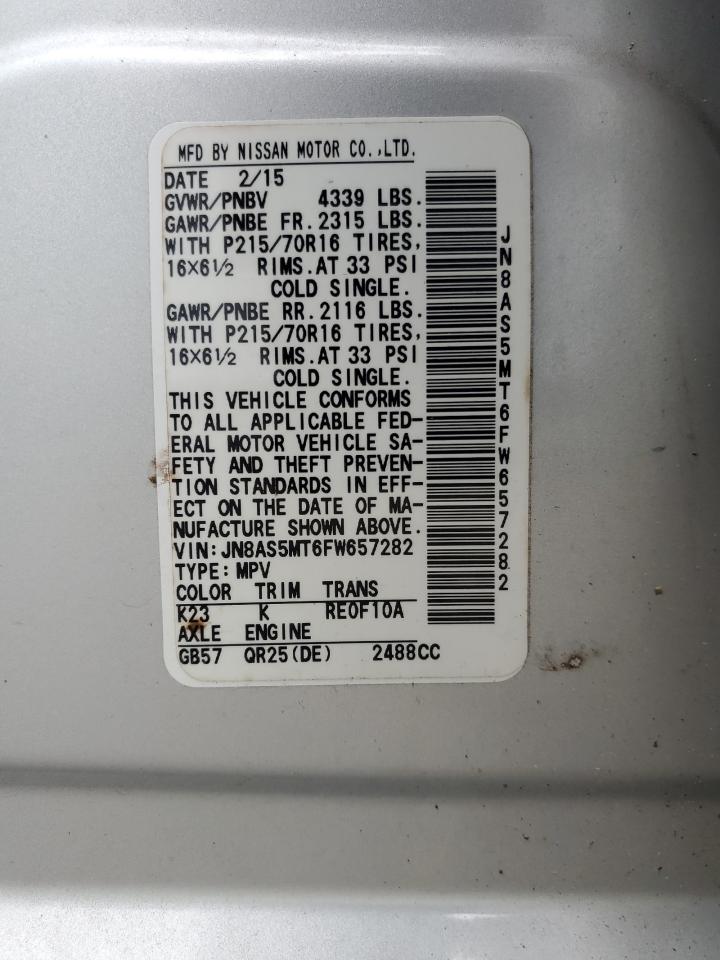 MFD BY NISSAN MOTOR CO.,LTD.
DATE 2/15
GVWR/PNBV 4339 LBS.
GAWR/PNBE FR. 2315 LBS.
WITH P215/70R16 TIRES,
16×6½ RIMS. AT 33 PSI
COLD SINGLE.
GAWR/PNBE RR. 2116 LBS.
WITH P215/70R16 TIRES,
16×6½ RIMS. AT 33 PSI
COLD SINGLE.
THIS VEHICLE CONFORMS
TO ALL APPLICABLE FED-
ERAL MOTOR VEHICLE SA-
FETY AND THEFT PREVEN-
TION STANDARDS IN EFF-
ECT ON THE DATE OF MA-
NUFACTURE SHOWN ABOVE.
VIN:JN8AS5MT6FW657282
TYPE:MPV
COLOR TRIM TRANS
K23 K RE0F10A
AXLE ENGINE
GB57 QR25(DE) 2488CC
JN8AS5MT6FW657282